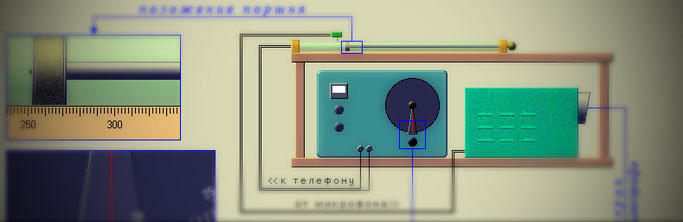 положение поршня
250
300
<<к телефону
от микрофона>>